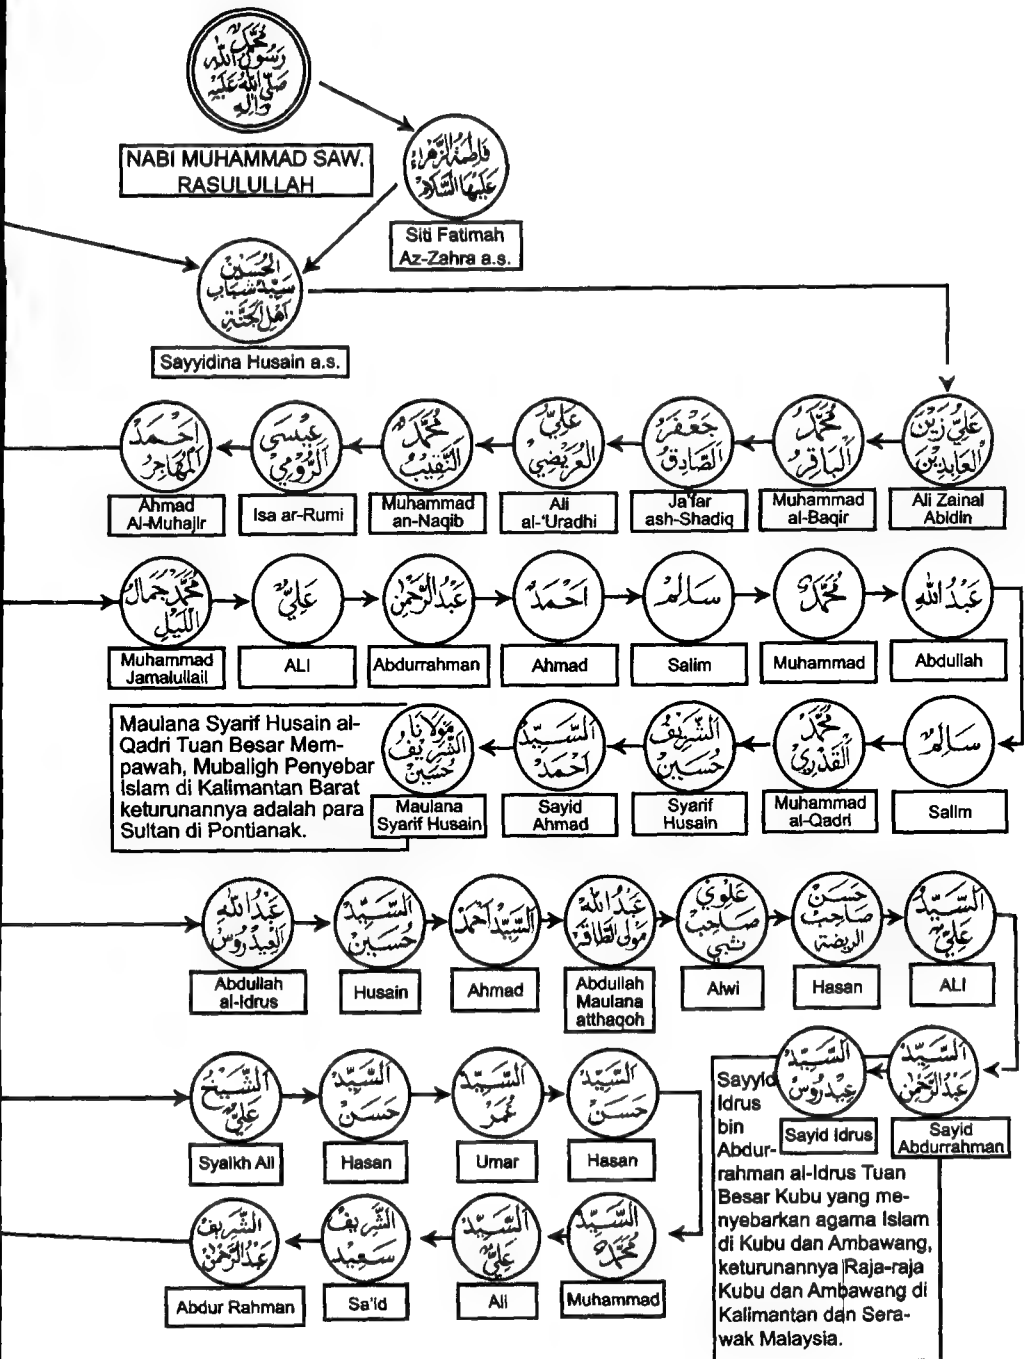 محمد
رسول الله
صلى الله عليه
وآله
NABI MUHAMMAD SAW.
RASULULLAH
فاطمة الزهراء
عليها السلام
Siti Fatimah
Az-Zahra a.s.
الحسين
سيد شباب
أهل الجنة
Sayyidina Husain a.s.
احمد
المهاجر
عيسى
الرومي
محمد
النقيب
علي
العريضي
جعفر
الصادق
محمد
الباقر
علي زين
العابدين
Ahmad
Al-Muhajir
Isa ar-Rumi
Muhammad
an-Naqib
Ali
al-'Uradhi
Ja'far
ash-Shadiq
Muhammad
al-Baqir
Ali Zainal
Abidin
محمد جمال
الليل
علي
عبد الرحمن
احمد
سالم
محمد
عبد الله
Muhammad
Jamalullail
ALI
Abdurrahman
Ahmad
Salim
Muhammad
Abdullah
Maulana Syarif Husain al-
Qadri Tuan Besar Mem-
pawah, Mubaligh Penyebar
Islam di Kalimantan Barat
keturunannya adalah para
Sultan di Pontianak.
مولانا
الشريف
حسين
السيد
احمد
الشريف
حسين
محمد
القدري
سالم
Maulana
Syarif Husain
Sayid
Ahmad
Syarif
Husain
Muhammad
al-Qadri
Salim
عبد الله
العيدروس
السيد
حسين
السيد احمد
عبد الله
مولى الطاقه
علوي
صاحب
حسن
صاحب
الريضة
السيد
علي
Abdullah
al-Idrus
Husain
Ahmad
Abdullah
Maulana
atthaqoh
Alwi
Hasan
ALI
الشيخ
علي
السيد
حسن
السيد
عمر
السيد
حسن
السيد
عيدروس
السيد
عبد الرحمن
Syaikh Ali
Hasan
Umar
Hasan
Sayid Idrus
Sayid
Abdurrahman
الشريف
عبد الرحمن
الشريف
سعيد
السيد
علي
السيد
محمد
Abdur Rahman
Sa'id
Ali
Muhammad
Sayyid
Idrus
bin
Abdur-
rahman al-Idrus Tuan
Besar Kubu yang me-
nyebarkan agama Islam
di Kubu dan Ambawang,
keturunannya Raja-raja
Kubu dan Ambawang di
Kalimantan dan Sera-
wak Malaysia.